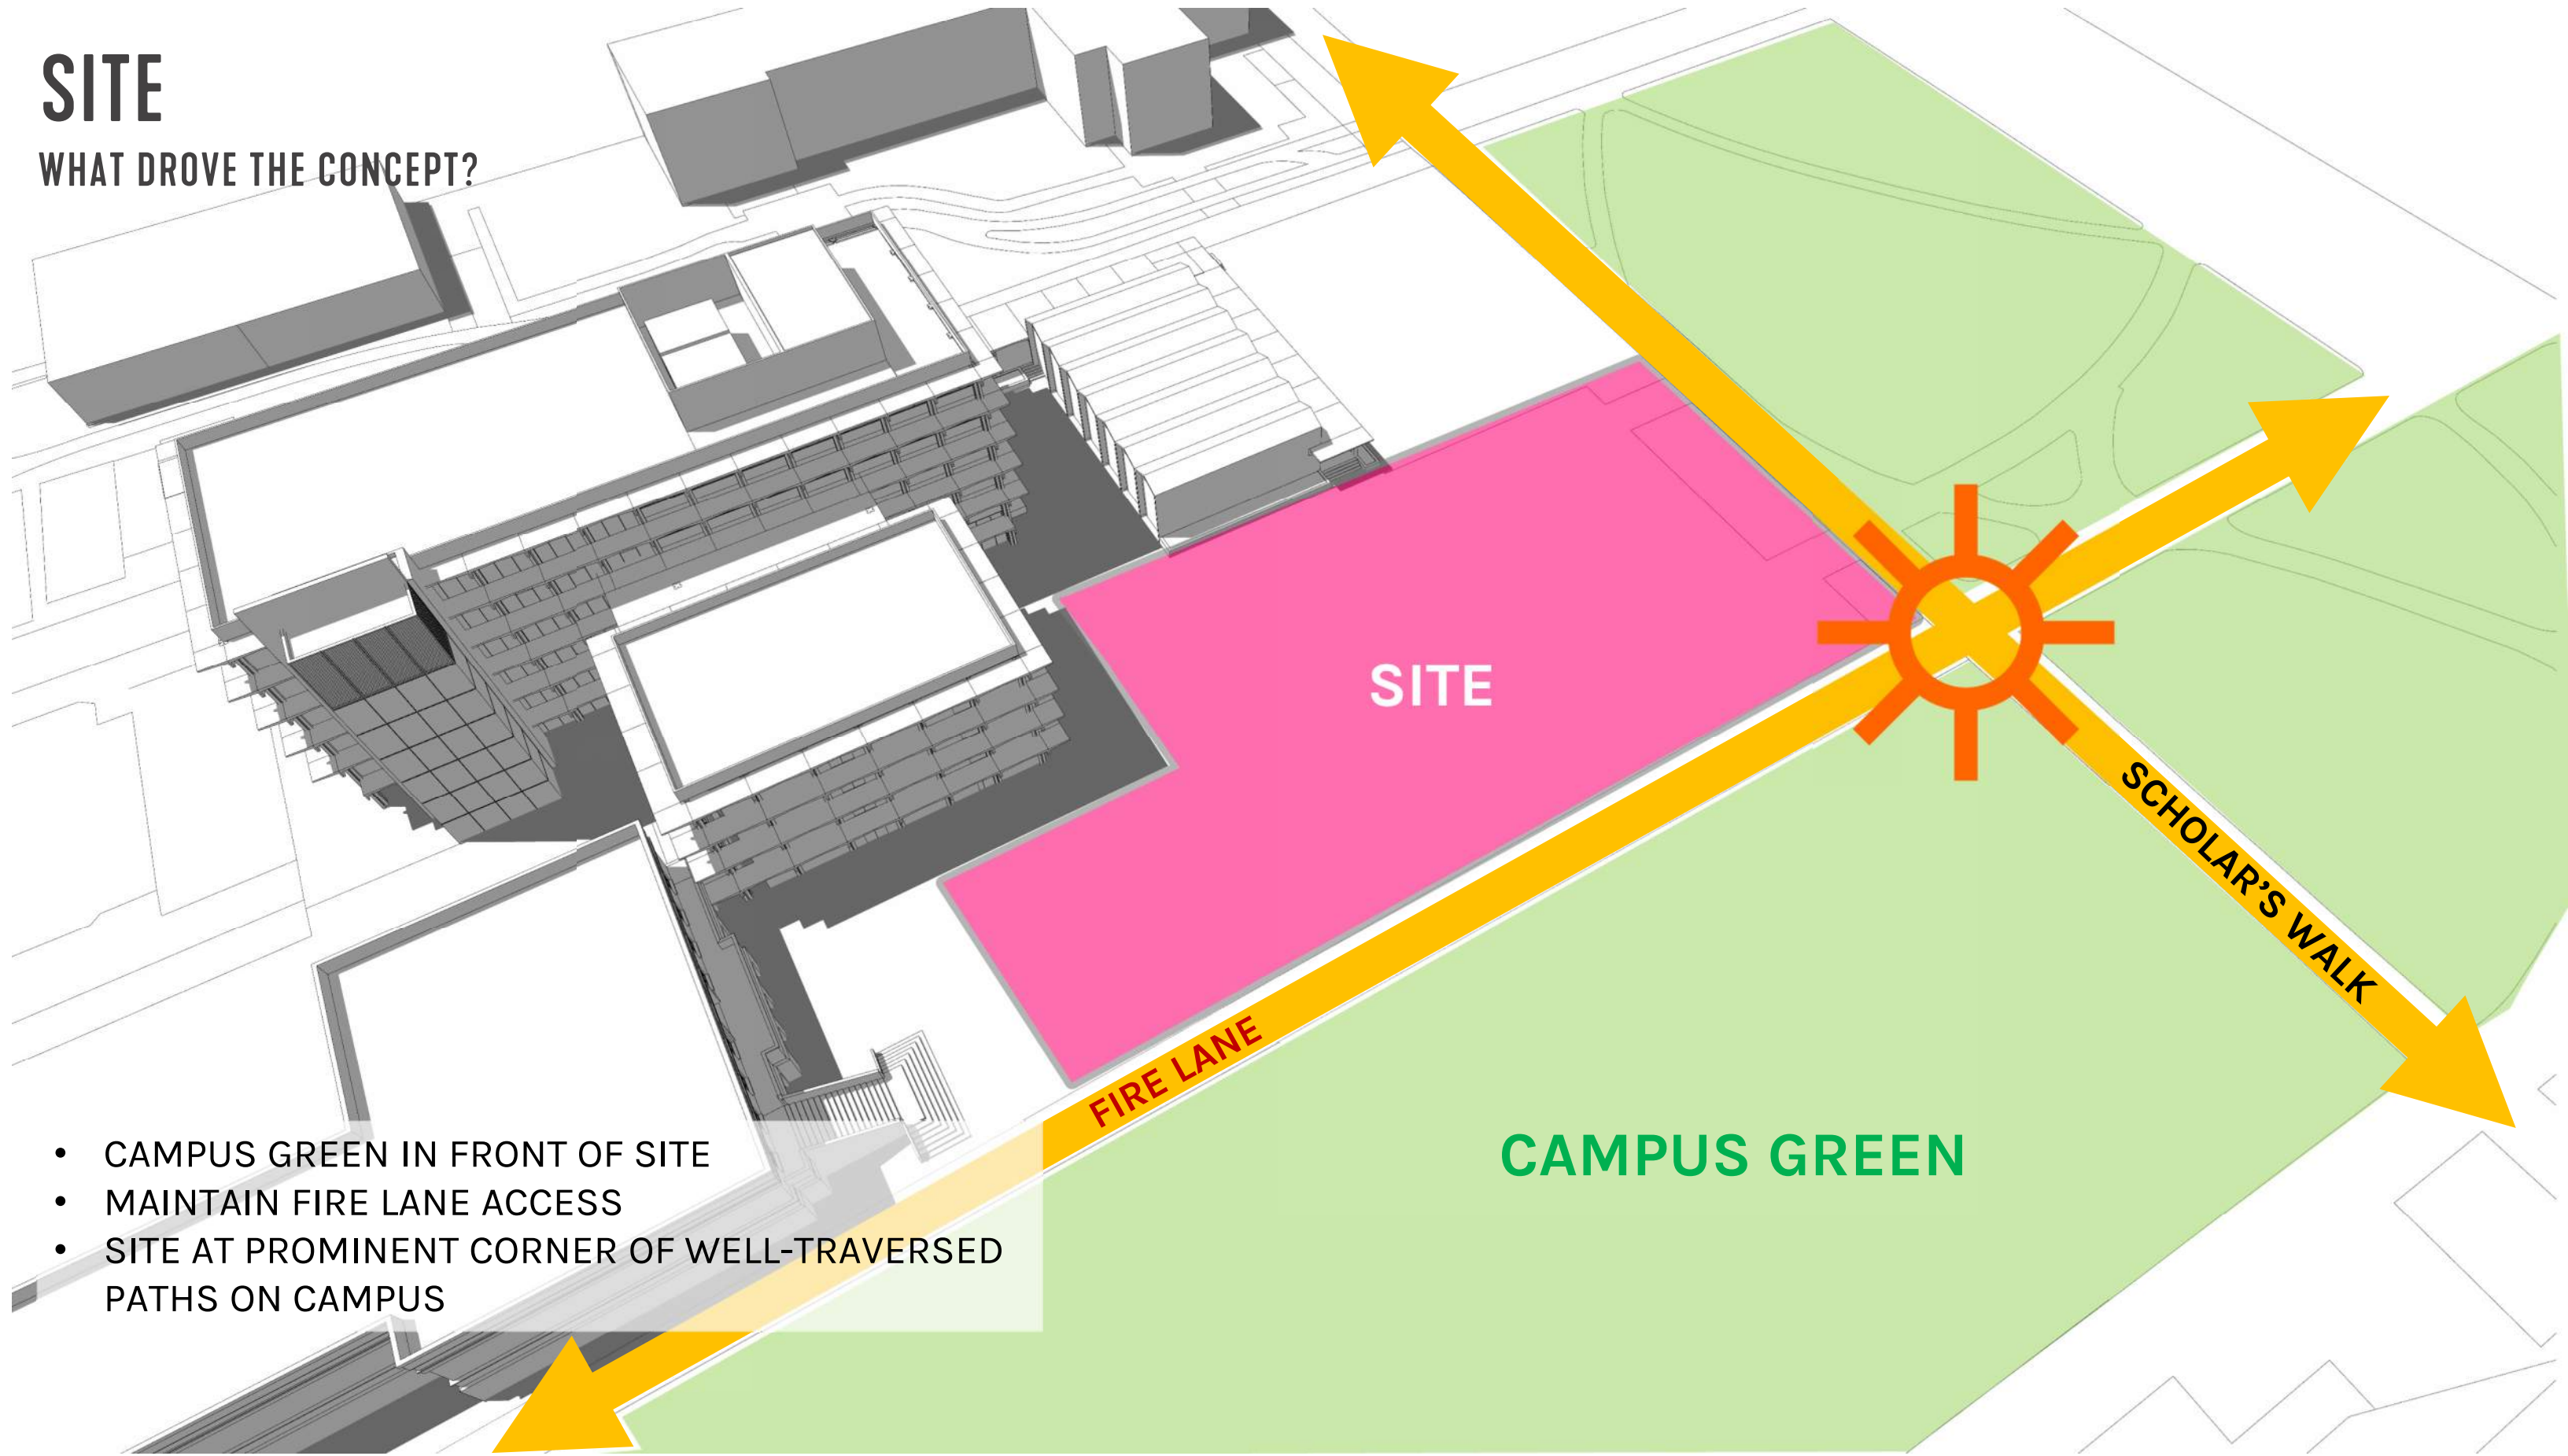 SITE
WHAT DROVE THE CONCEPT?
SITE
SCHOLAR'S WALK
FIRE LANE
CAMPUS GREEN
• CAMPUS GREEN IN FRONT OF SITE
• MAINTAIN FIRE LANE ACCESS
• SITE AT PROMINENT CORNER OF WELL-TRAVERSED
PATHS ON CAMPUS